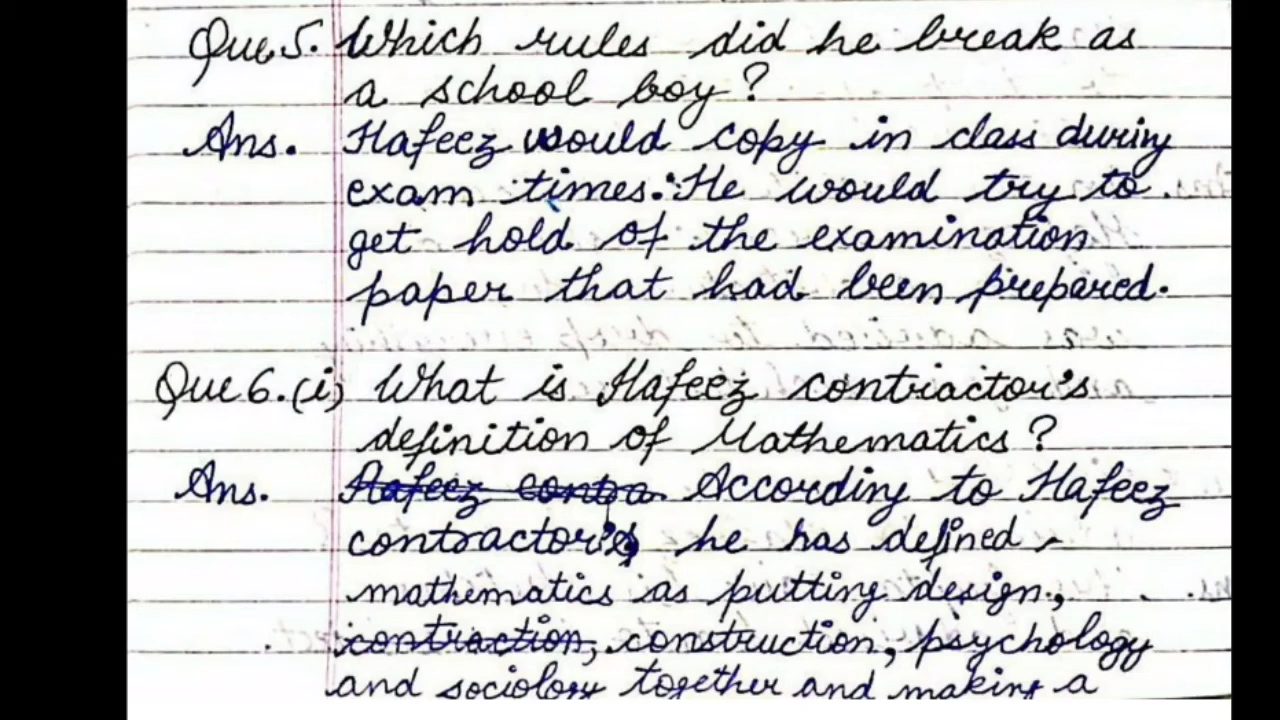 Que 5. Which rules did he break as
a school boy?
Ans. Hafeez would copy in class during
exam times. He would try to
get hold of the examination
paper that had been prepared.
Que 6. (i) What is Hafeez contractor's
definition of Mathematics?
Ans. Hafeez contra According to Hafeez
contractor's he has defined
mathematics as putting design,
contraction, construction, psychology
and sociology together and making a